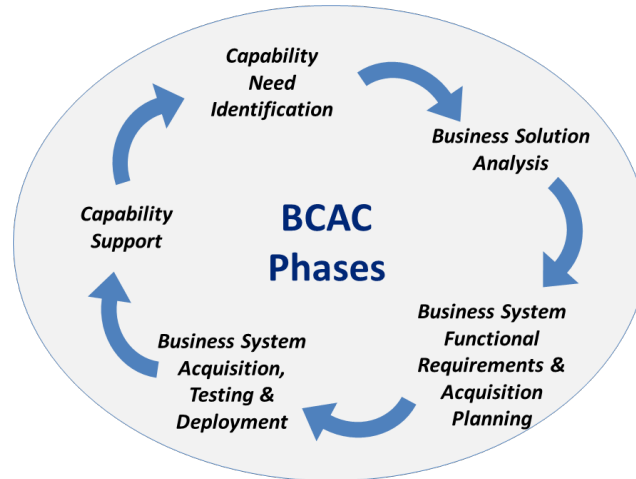 Capability
Need
Identification
Business Solution
Analysis
Business System
Functional
Requirements &
Acquisition
Planning
Business System
Acquisition,
Testing &
Deployment
Capability
Support
BCAC
Phases